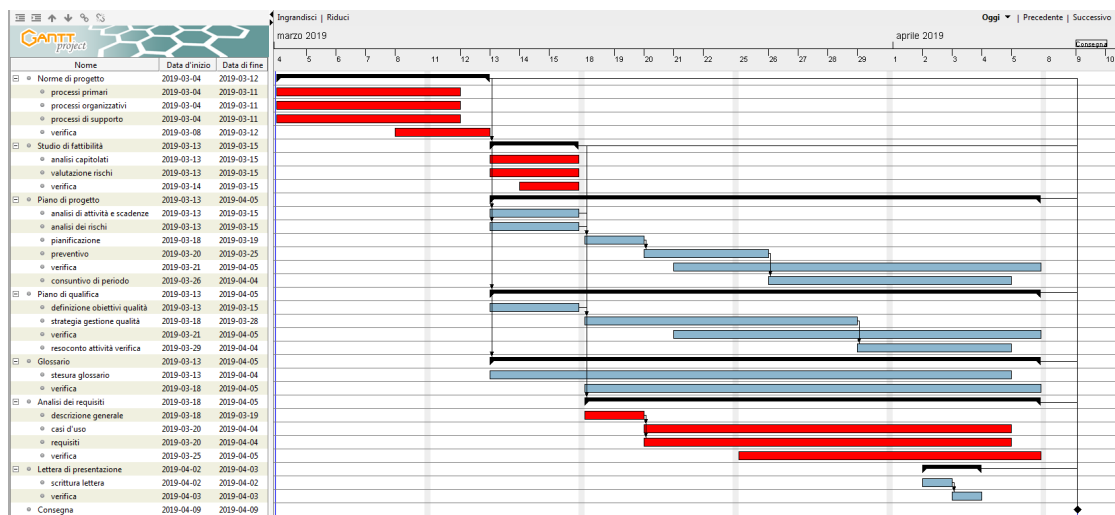 Ingrandisci | Riduci
Oggi ▼ | Precedente | Successivo
GANTT project
marzo 2019
aprile 2019
Consegna
4 5 6 7 8 11 12 13 14 15 18 19 20 21 22 25 26 27 28 29 1 2 3 4 5 8 9 10
Nome Data d'inizio Data di fine
Norme di progetto 2019-03-04 2019-03-12
processi primari 2019-03-04 2019-03-11
processi organizzativi 2019-03-04 2019-03-11
processi di supporto 2019-03-04 2019-03-11
verifica 2019-03-08 2019-03-12
Studio di fattibilità 2019-03-13 2019-03-15
analisi capitolati 2019-03-13 2019-03-15
valutazione rischi 2019-03-13 2019-03-15
verifica 2019-03-14 2019-03-15
Piano di progetto 2019-03-13 2019-04-05
analisi di attività e scadenze 2019-03-13 2019-03-15
analisi dei rischi 2019-03-13 2019-03-15
pianificazione 2019-03-18 2019-03-19
preventivo 2019-03-20 2019-03-25
verifica 2019-03-21 2019-04-05
consuntivo di periodo 2019-03-26 2019-04-04
Piano di qualifica 2019-03-13 2019-04-05
definizione obiettivi qualità 2019-03-13 2019-03-15
strategia gestione qualità 2019-03-18 2019-03-28
verifica 2019-03-21 2019-04-05
resoconto attività verifica 2019-03-29 2019-04-04
Glossario 2019-03-13 2019-04-05
stesura glossario 2019-03-13 2019-04-04
verifica 2019-03-18 2019-04-05
Analisi dei requisiti 2019-03-18 2019-04-05
descrizione generale 2019-03-18 2019-03-19
casi d'uso 2019-03-20 2019-04-04
requisiti 2019-03-20 2019-04-04
verifica 2019-03-25 2019-04-05
Lettera di presentazione 2019-04-02 2019-04-03
scrittura lettera 2019-04-02 2019-04-02
verifica 2019-04-03 2019-04-03
Consegna 2019-04-09 2019-04-09